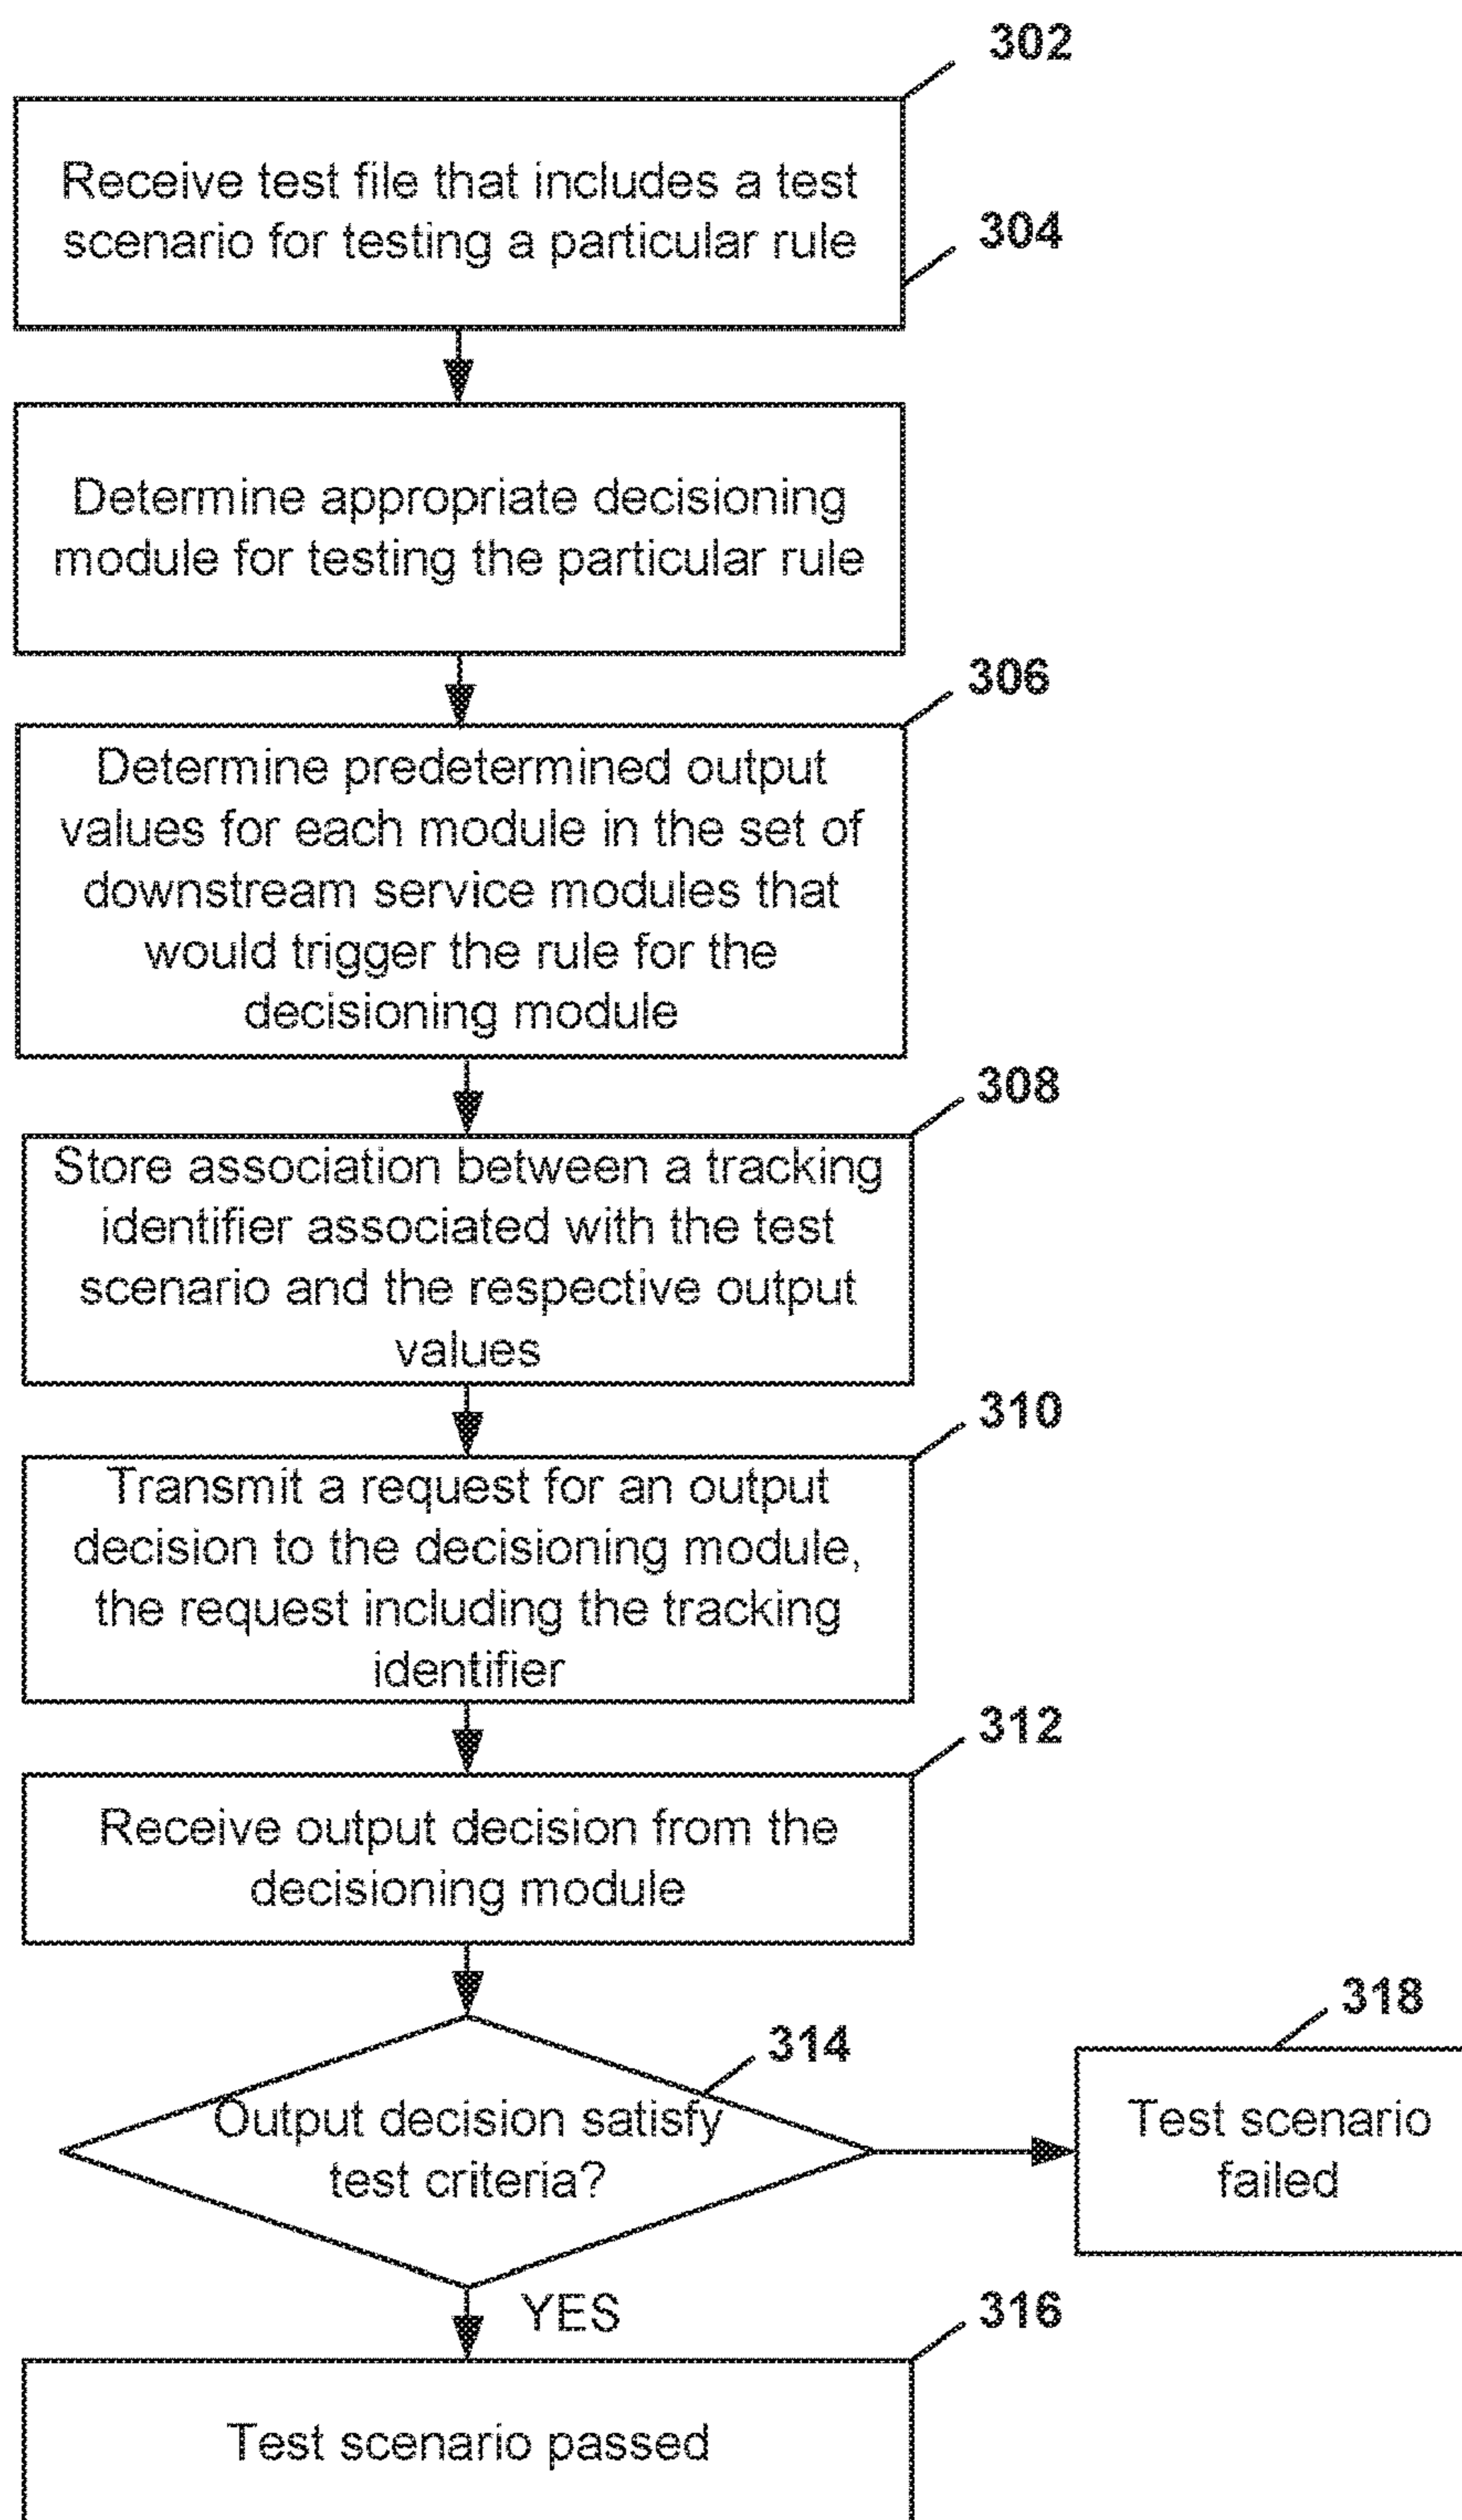 302
Receive test file that includes a test
scenario for testing a particular rule
304
Determine appropriate decisioning
module for testing the particular rule
306
Determine predetermined output
values for each module in the set of
downstream service modules that
would trigger the rule for the
decisioning module
308
Store association between a tracking
identifier associated with the test
scenario and the respective output
values
310
Transmit a request for an output
decision to the decisioning module,
the request including the tracking
identifier
312
Receive output decision from the
decisioning module
314
Output decision satisfy
test criteria?
318
Test scenario
failed
YES
316
Test scenario passed